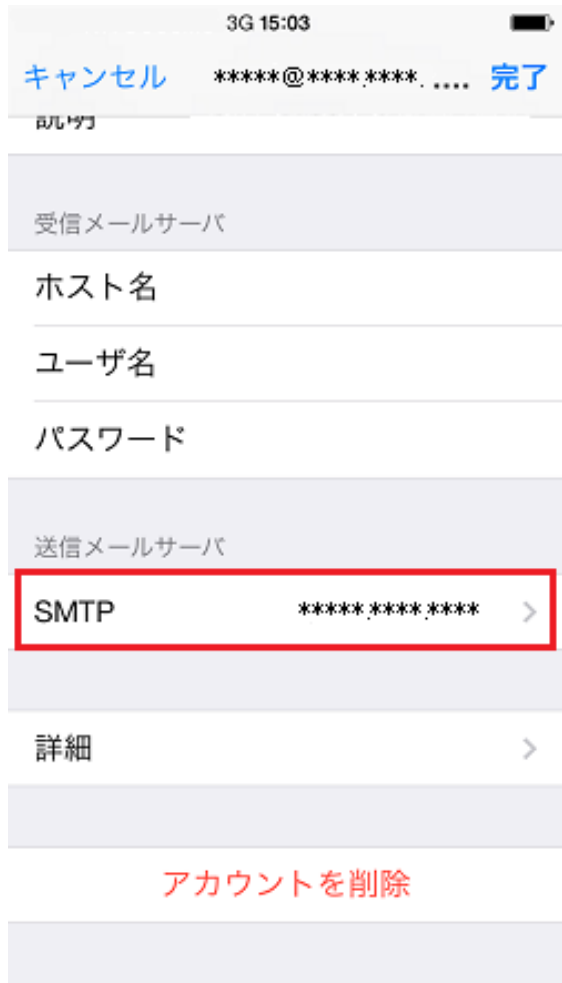 3G 15:03
キャンセル *****@****.****. .... 完了
説明
受信メールサーバ
ホスト名
ユーザ名
パスワード
送信メールサーバ
SMTP *****.****.****
詳細
アカウントを削除